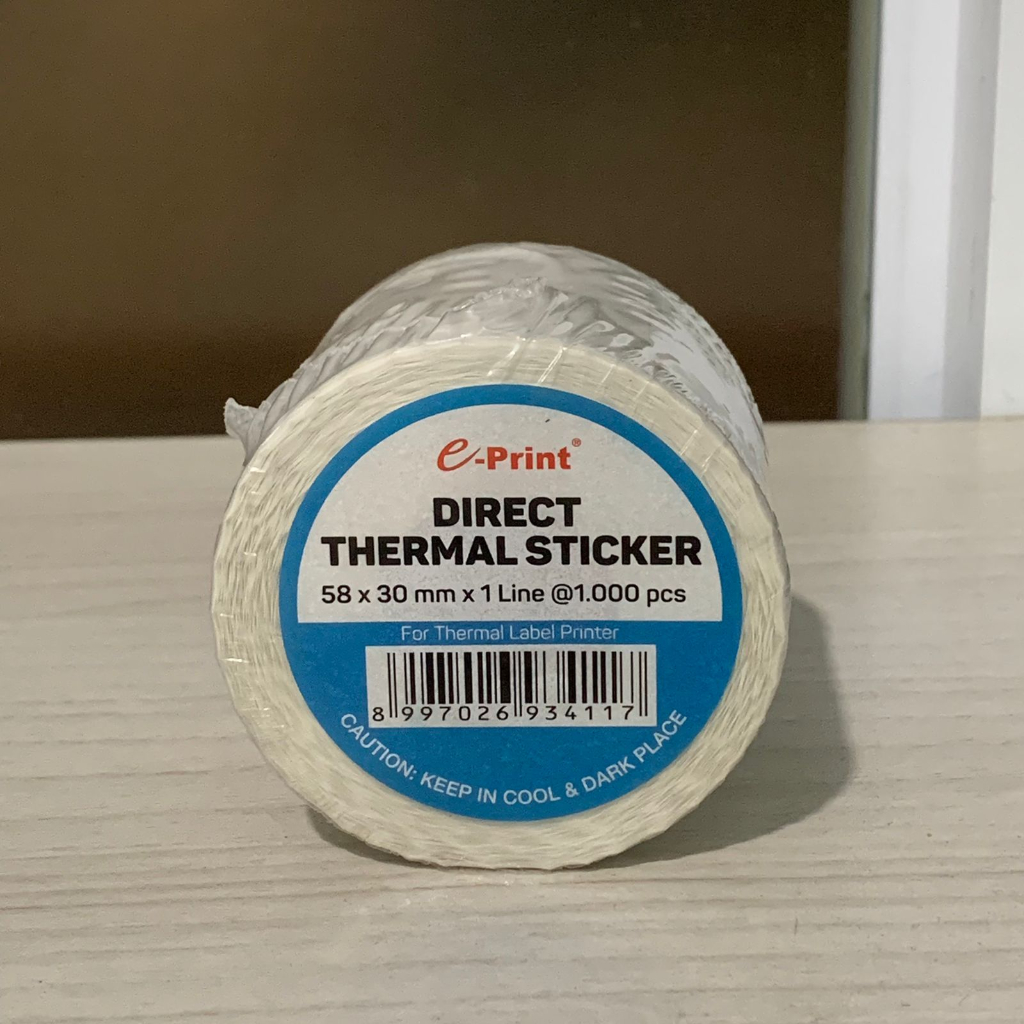 e-Print®
DIRECT
THERMAL STICKER
58 x 30 mm x 1 Line @1.000 pcs
For Thermal Label Printer
8 997026 934117
CAUTION: KEEP IN COOL & DARK PLACE